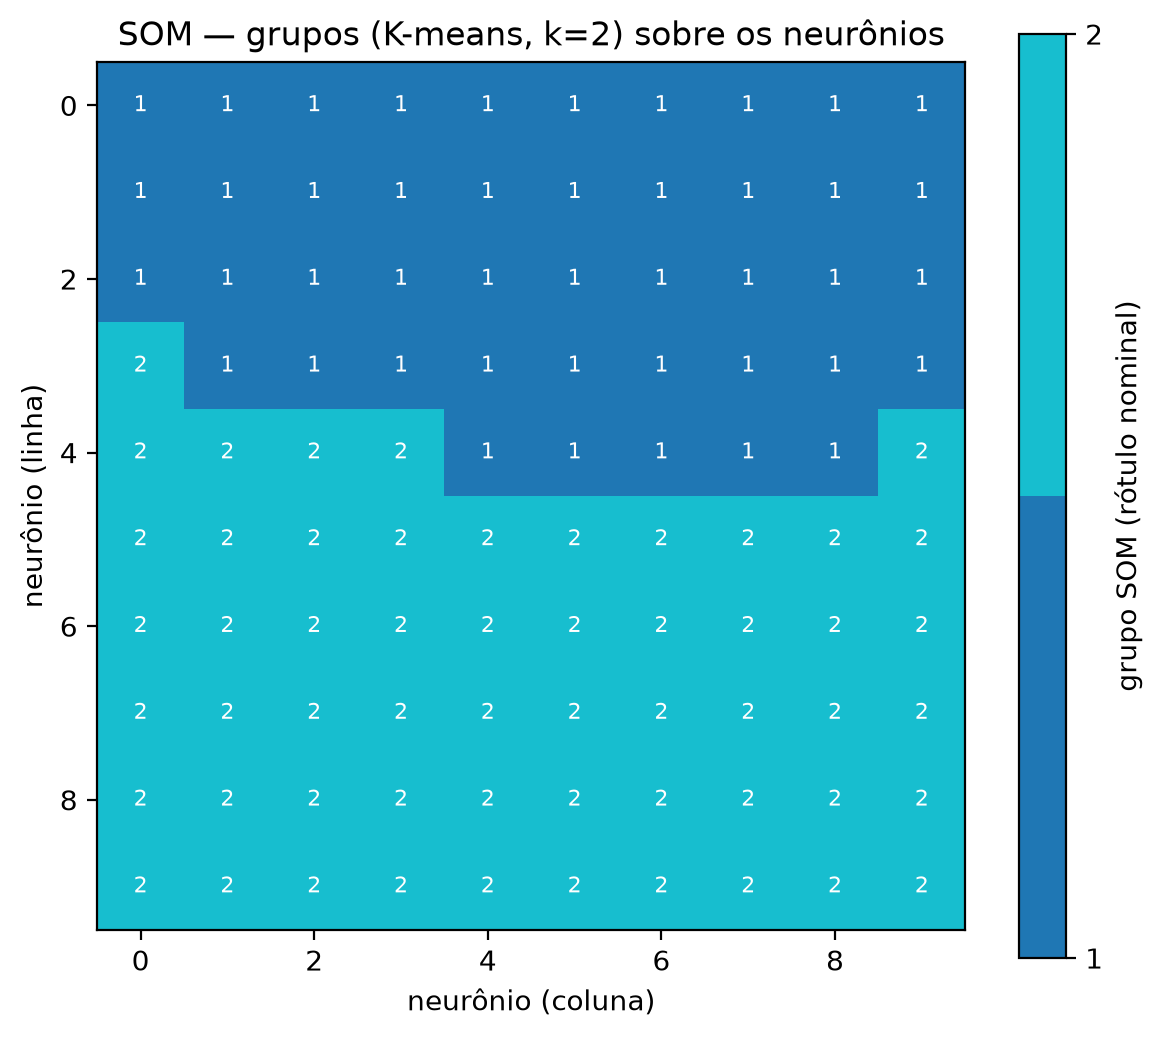 SOM — grupos (K-means, k=2) sobre os neurônios
2
0 1 1 1 1 1 1 1 1 1 1
1 1 1 1 1 1 1 1 1 1
2 1 1 1 1 1 1 1 1 1 1
2 1 1 1 1 1 1 1 1 1
4 2 2 2 2 1 1 1 1 1 2
2 2 2 2 2 2 2 2 2 2
6 2 2 2 2 2 2 2 2 2 2
2 2 2 2 2 2 2 2 2 2
8 2 2 2 2 2 2 2 2 2 2
2 2 2 2 2 2 2 2 2 2
0 2 4 6 8
1
neurônio (coluna)
neurônio (linha)
grupo SOM (rótulo nominal)